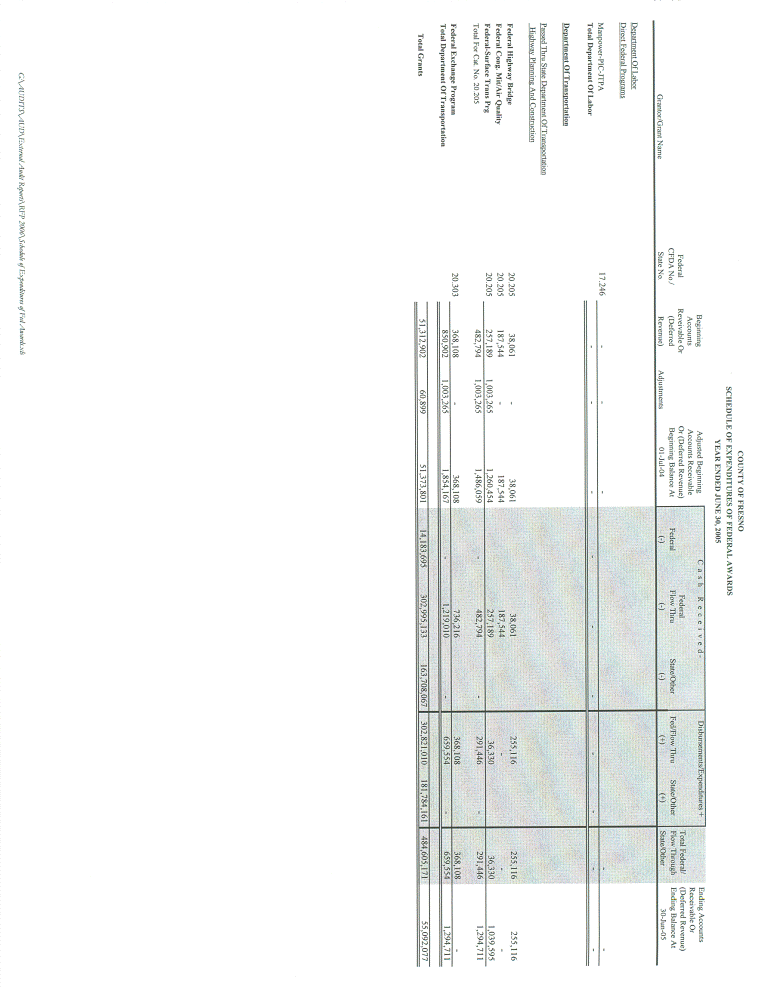 COUNTY OF FRESNO
SCHEDULE OF EXPENDITURES OF FEDERAL AWARDS
YEAR ENDED JUNE 30, 2005
Beginning Adjusted Beginning C a s h R e c e i v e d - Disbursements/Expenditures + Ending Accounts
Accounts Accounts Receivable Total Federal/ Receivable Or
Federal Receivable Or Or (Deferred Revenue) Federal Flow Through (Deferred Revenue)
CFDA No./ (Deferred Beginning Balance At Federal Flow Thru State/Other Fed/Flow Thru State/Other State/Other Ending Balance At
Grantor/Grant Name State No. Revenue) Adjustments 01-Jul-04 (-) (-) (-) (+) (+) 30-Jun-05
Department Of Labor
Direct Federal Programs
Manpower-PIC-JTPA 17.246 - - - - -
Total Department Of Labor - - - - - - - - - -
Department Of Transportation
Passed Thru State Department Of Transportation
Highway Planning And Construction
Federal Highway Bridge 20.205 38,061 - 38,061 38,061 255,116 255,116 255,116
Federal Cong. Mit/Air Quality 20.205 187,544 - 187,544 187,544 - - -
Federal-Surface Trans Prg 20.205 257,189 1,003,265 1,260,454 257,189 36,330 36,330 1,039,595
Total For Cat. No. 20.205 482,794 1,003,265 1,486,059 - 482,794 - 291,446 - 291,446 1,294,711
Federal Exchange Program 20.303 368,108 - 368,108 736,216 368,108 368,108 -
Total Department Of Transportation 850,902 1,003,265 1,854,167 - 1,219,010 - 659,554 - 659,554 1,294,711
Total Grants 51,312,902 60,899 51,373,801 14,183,695 302,995,133 163,708,067 302,821,010 181,784,161 484,605,171 55,092,077
G:\AUDITS\AUD\External Audit Report\RFP 2006\Schedule of Expenditures of Fed Awards.xls